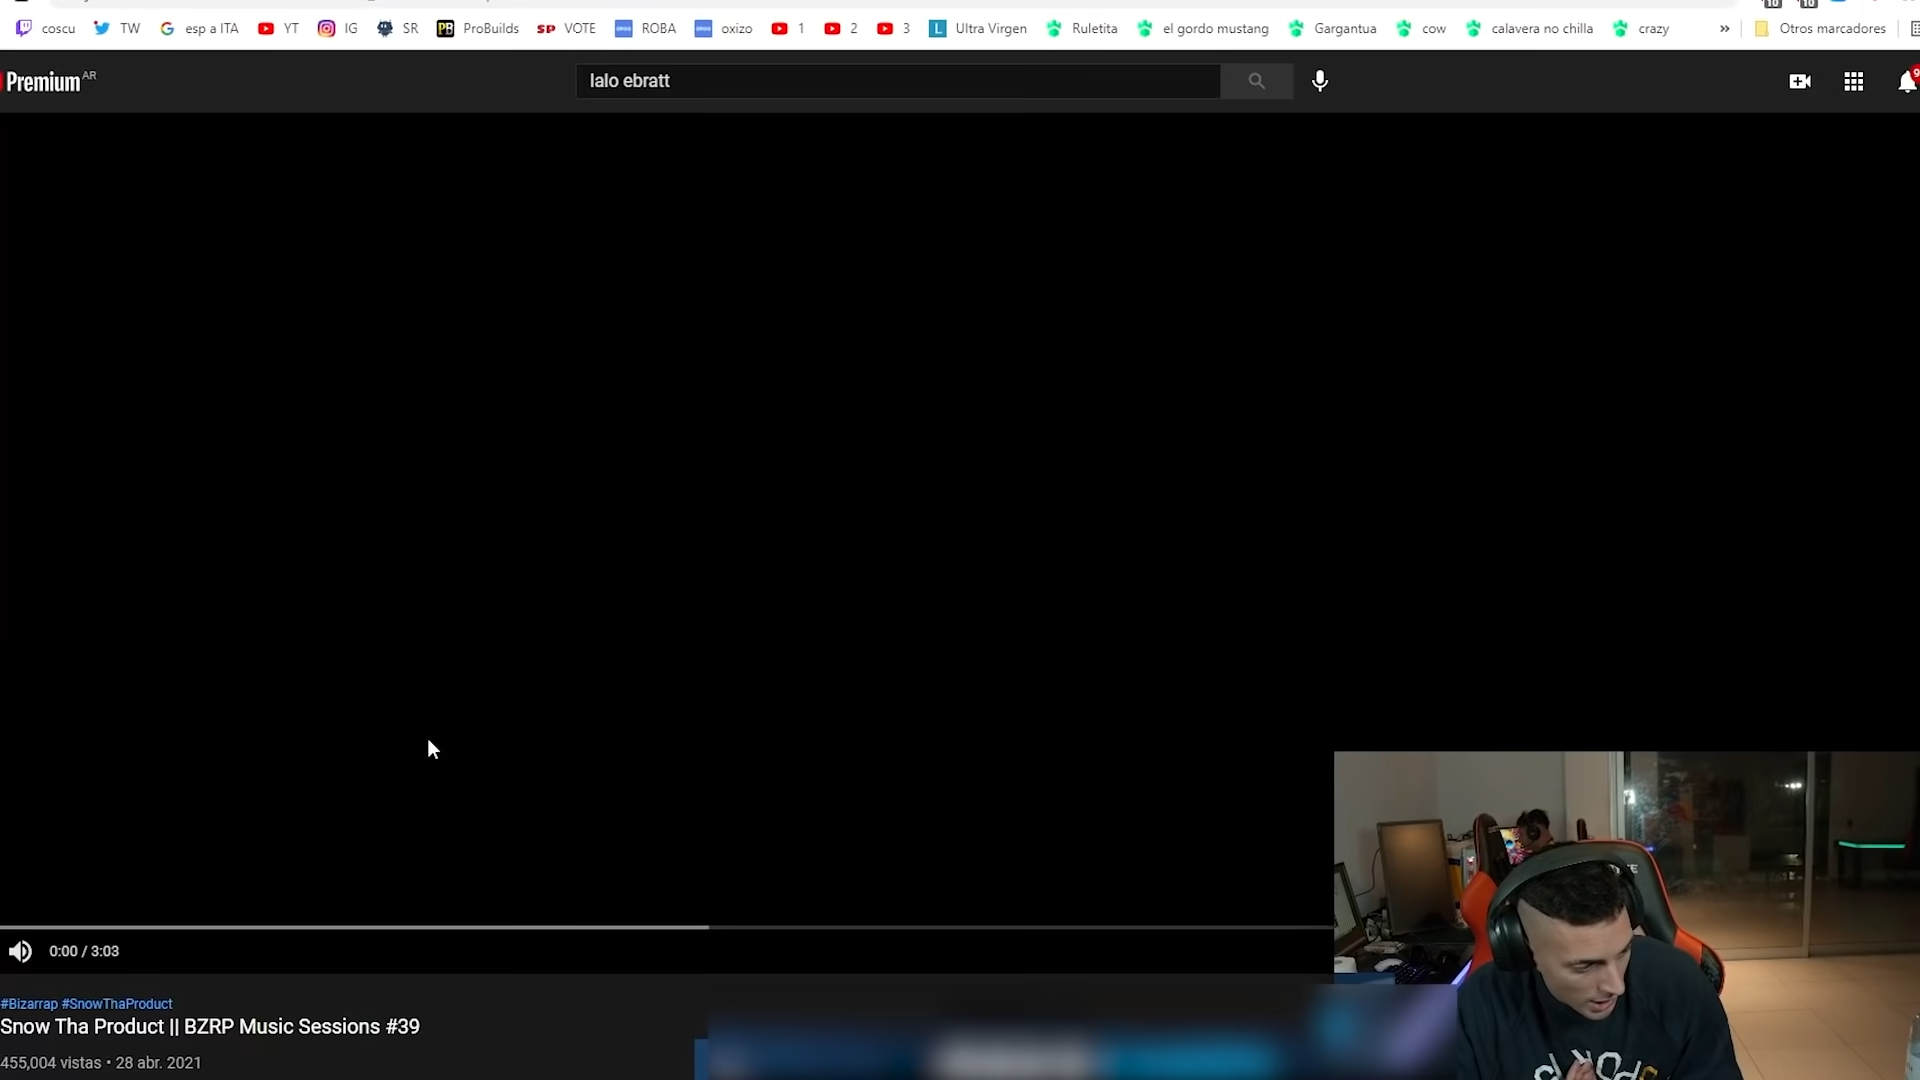 coscu TW esp a ITA YT IG SR ProBuilds VOTE ROBA oxizo 1 2 3 Ultra Virgen Ruletita el gordo mustang Gargantua cow calavera no chilla crazy » Otros marcadores
Premium AR
lalo ebratt
0:00 / 3:03
#Bizarrap #SnowThaProduct
Snow Tha Product || BZRP Music Sessions #39
455,004 vistas • 28 abr. 2021